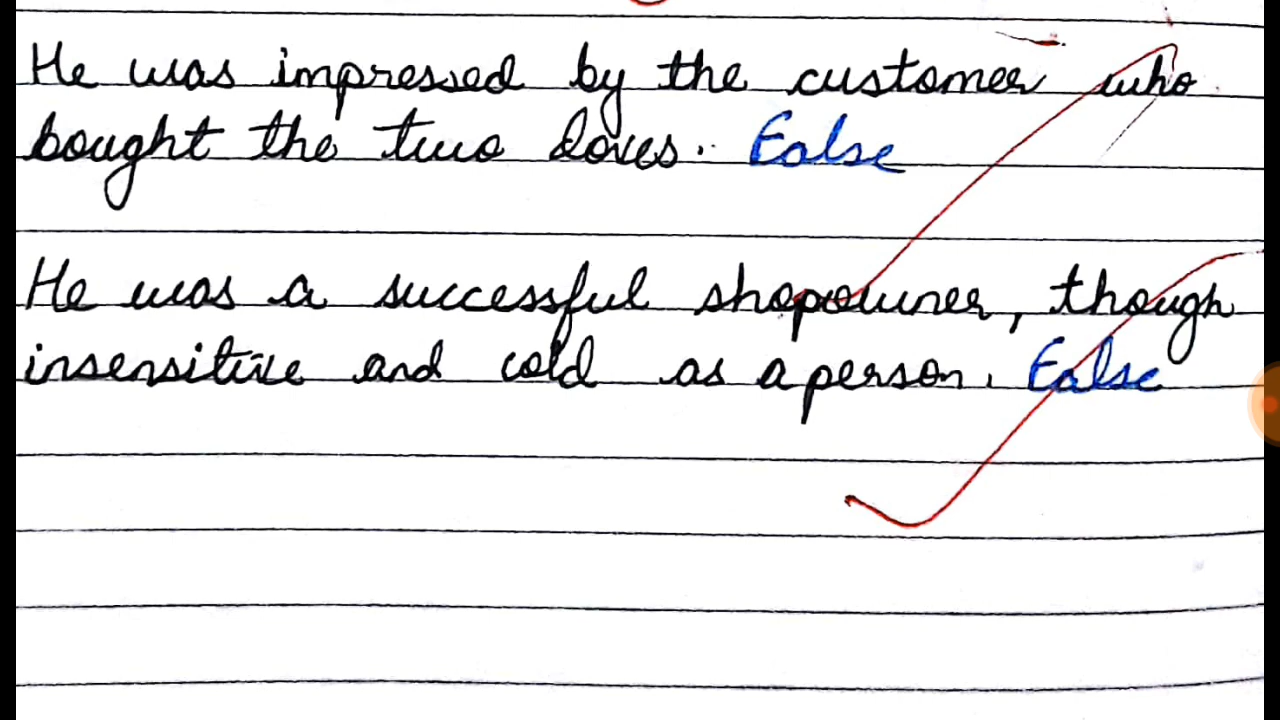 He was impressed by the customer who
bought the two doves. False
He was a successful shopowner, though
insensitive and cold as a person. False